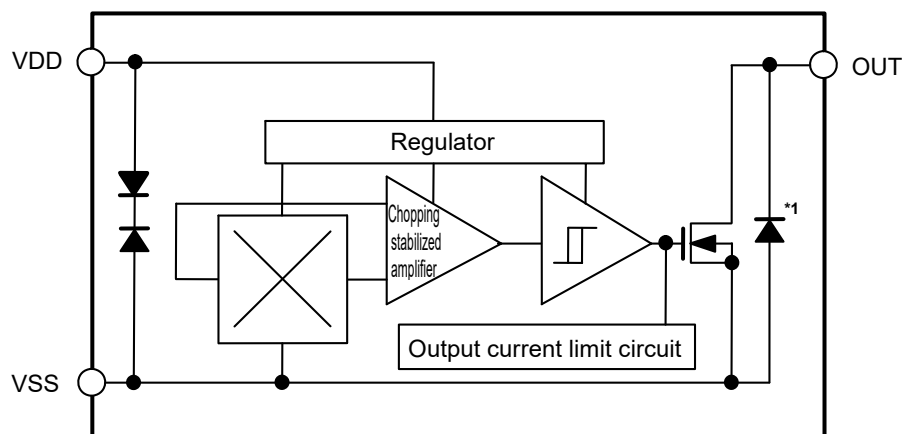 VDD
OUT
Regulator
Chopping
stabilized
amplifier
*1
Output current limit circuit
VSS